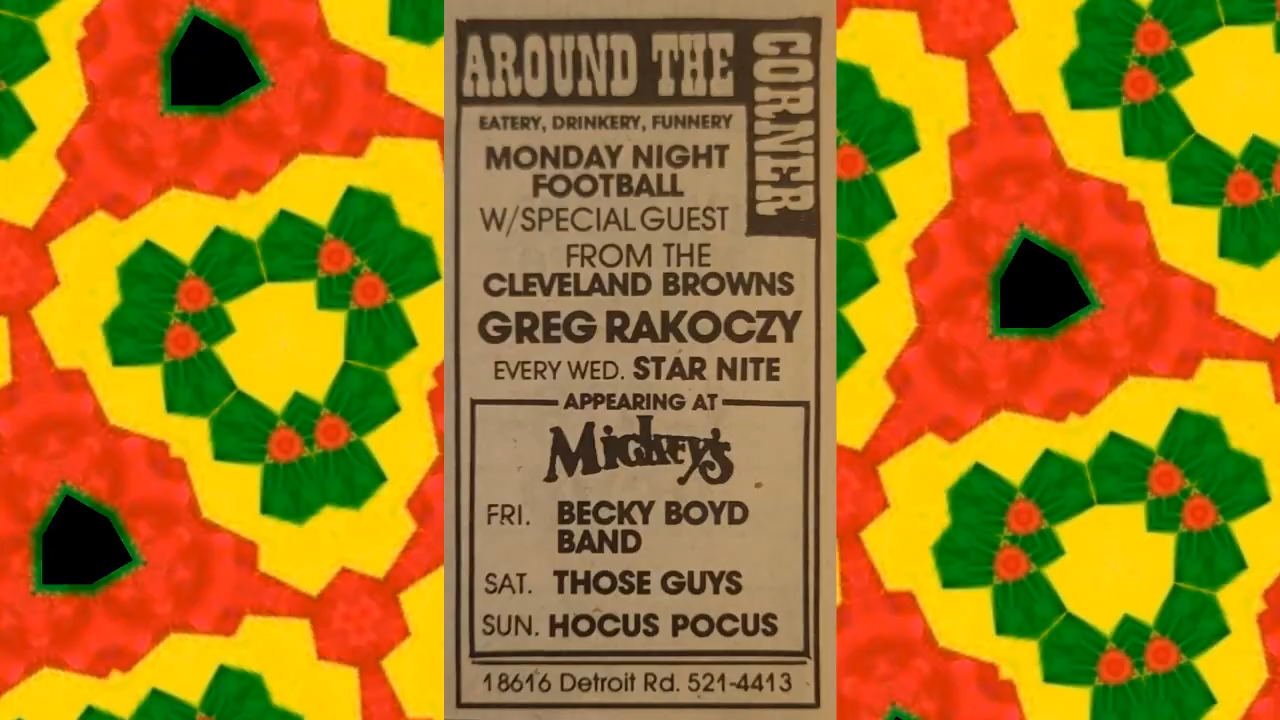 AROUND THE CORNER
EATERY, DRINKERY, FUNNERY
MONDAY NIGHT
FOOTBALL
W/SPECIAL GUEST
FROM THE
CLEVELAND BROWNS
GREG RAKOCZY
EVERY WED. STAR NITE
APPEARING AT
Mickey's
FRI. BECKY BOYD
BAND
SAT. THOSE GUYS
SUN. HOCUS POCUS
18616 Detroit Rd. 521-4413